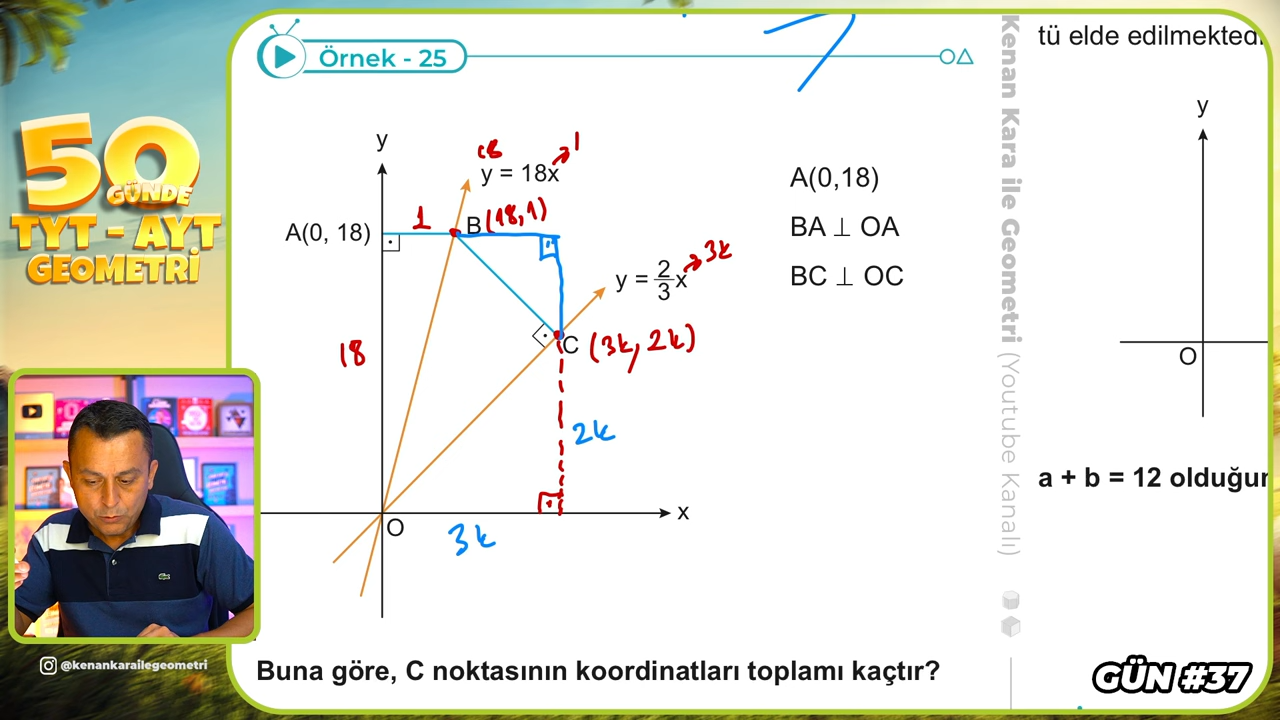 50
GÜNDE
TYT - AYT
GEOMETRİ
@kenankarailegeometri
Örnek - 25
y
18
y = 18x
1
A(0, 18)
1
B (18,1)
y = 2/3 x
3k
18
C (3k, 2k)
2k
x
O
3k
A(0,18)
BA ⊥ OA
BC ⊥ OC
Buna göre, C noktasının koordinatları toplamı kaçtır?
Kenan Kara ile Geometri (Youtube Kanalı)
tü elde edilmekted
y
O
a + b = 12 olduğu
GÜN #37